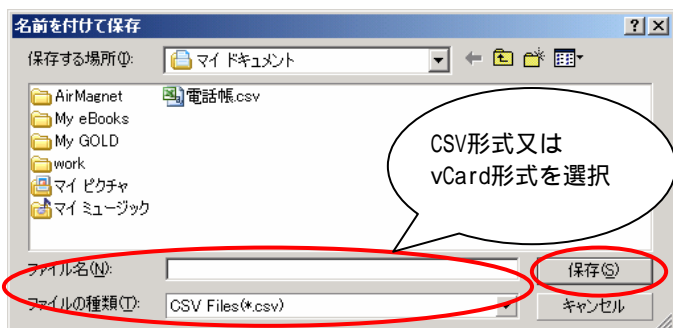 名前を付けて保存
保存する場所(I):
マイ ドキュメント
AirMagnet
My eBooks
My GOLD
work
マイ ピクチャ
マイ ミュージック
電話帳.csv
CSV形式又は
vCard形式を選択
ファイル名(N):
保存(S)
ファイルの種類(T):
CSV Files(*.csv)
キャンセル